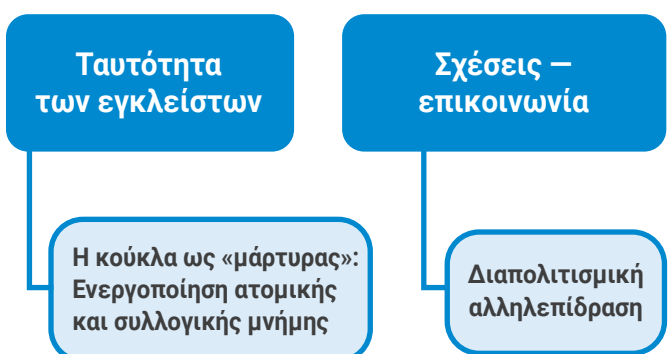 Ταυτότητα
των εγκλείστων
Σχέσεις –
επικοινωνία
Η κούκλα ως «μάρτυρας»:
Ενεργοποίηση ατομικής
και συλλογικής μνήμης
Διαπολιτισμική
αλληλεπίδραση